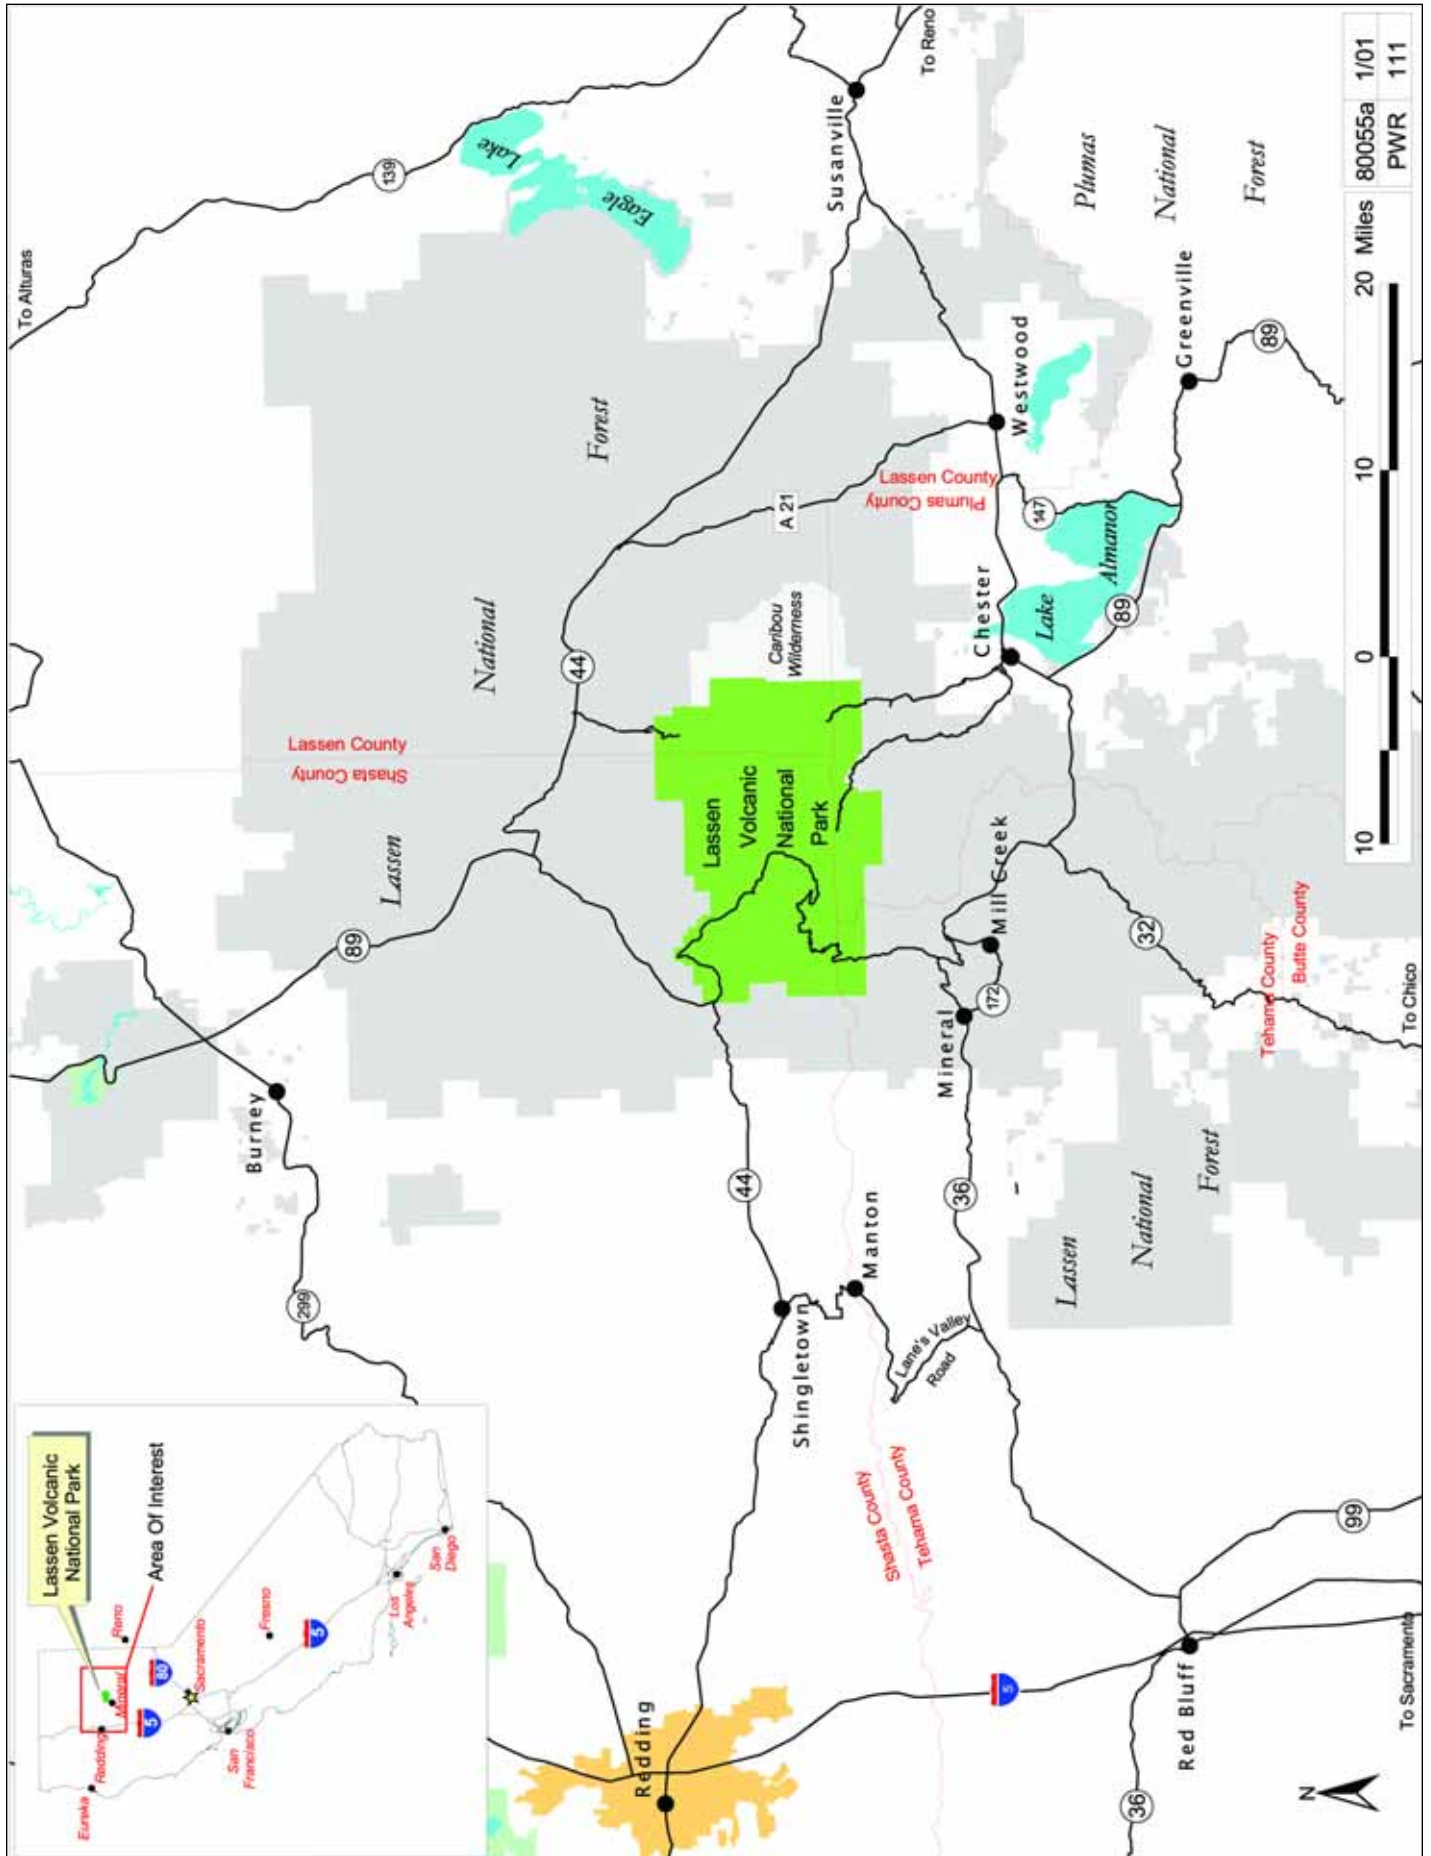 Lassen Volcanic
National Park
Area Of Interest
Eureka
Redding
Mineral
Reno
5
80
Sacramento
San
Francisco
Fresno
5
Los
Angeles
San
Diego
To Alturas
139
299
Burney
89
Lassen
National
Forest
Lassen County
Shasta County
44
Eagle
Lake
Redding
Shingletown
44
Manton
Lane's Valley
Road
Shasta County
Tehama County
Lassen
Volcanic
National
Park
Caribou
Wilderness
A 21
Lassen County
Plumas County
Susanville
To Reno
5
36
Red Bluff
99
To Sacramento
36
Mineral
172
Mill Creek
Chester
Lake
Almanor
147
89
Westwood
Greenville
89
Plumas
National
Forest
Lassen
National
Forest
32
Tehama County
Butte County
To Chico
N
10 0 10 20 Miles
80055a 1/01
PWR 111